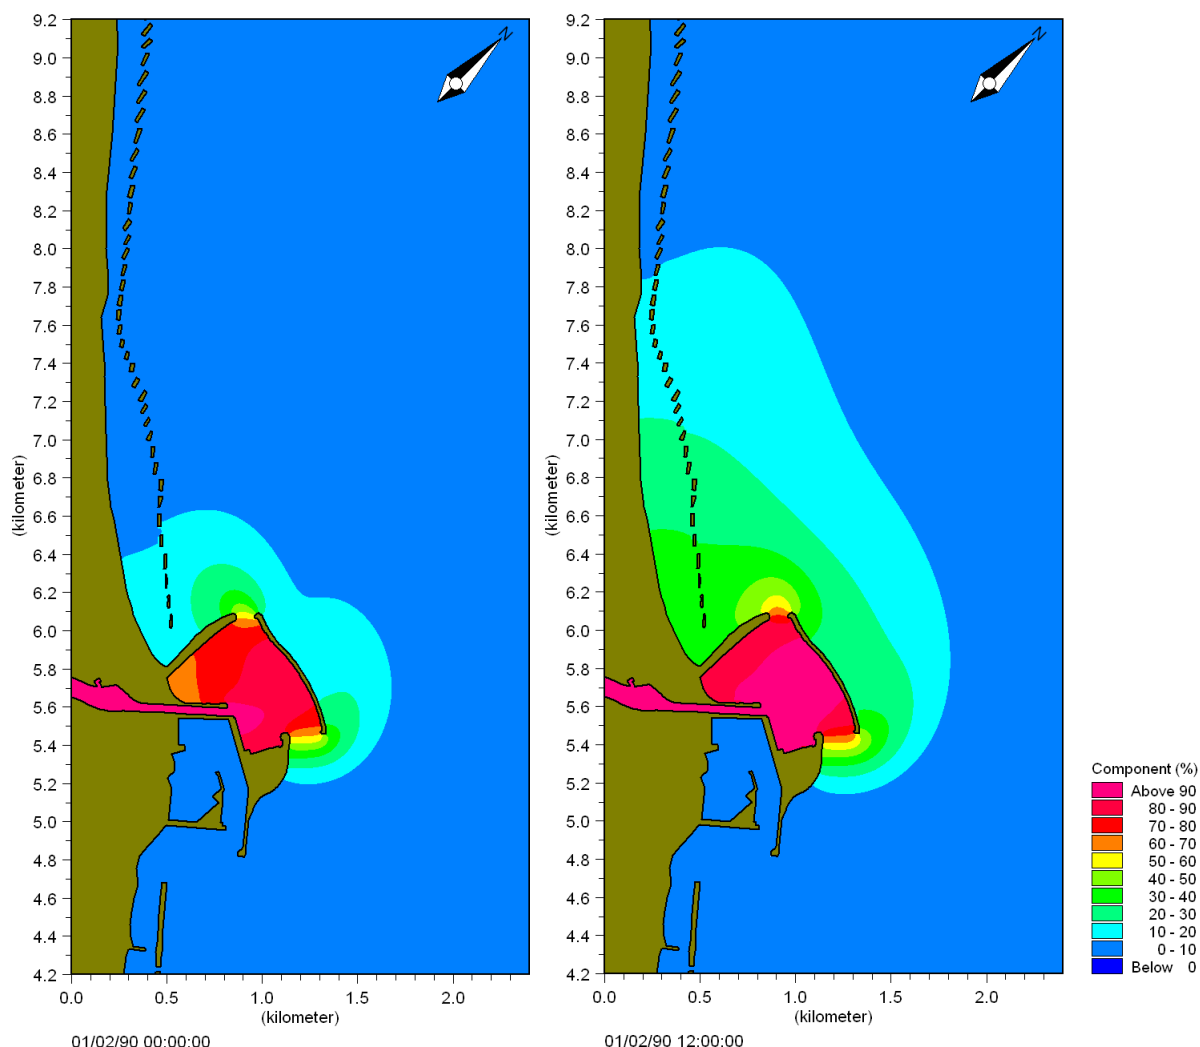 9.2
9.0
8.8
8.6
8.4
8.2
8.0
7.8
7.6
7.4
7.2
7.0
6.8
6.6
6.4
6.2
6.0
5.8
5.6
5.4
5.2
5.0
4.8
4.6
4.4
4.2
(kilometer)
N
0.0 0.5 1.0 1.5 2.0
(kilometer)
01/02/90 00:00:00
9.2
9.0
8.8
8.6
8.4
8.2
8.0
7.8
7.6
7.4
7.2
7.0
6.8
6.6
6.4
6.2
6.0
5.8
5.6
5.4
5.2
5.0
4.8
4.6
4.4
4.2
(kilometer)
N
0.0 0.5 1.0 1.5 2.0
(kilometer)
01/02/90 12:00:00
Component (%)
Above 90
80 - 90
70 - 80
60 - 70
50 - 60
40 - 50
30 - 40
20 - 30
10 - 20
0 - 10
Below 0